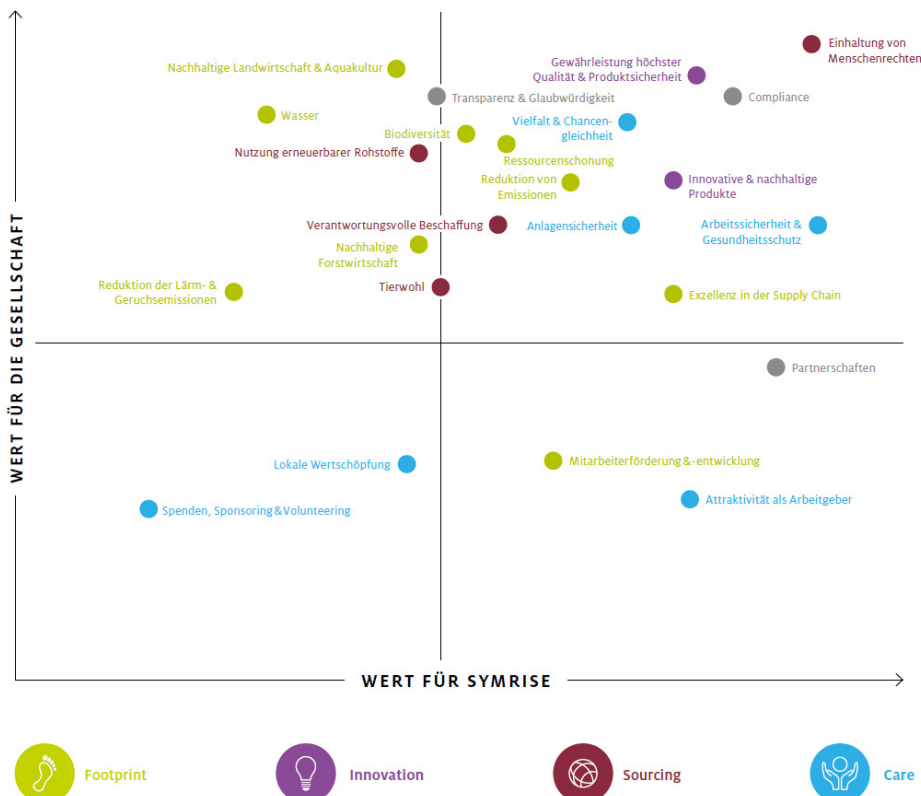 Einhaltung von
Menschenrechten
Gewährleistung höchster
Qualität & Produktsicherheit
Nachhaltige Landwirtschaft & Aquakultur
Transparenz & Glaubwürdigkeit
Compliance
Wasser
Vielfalt & Chancen-
gleichheit
Biodiversität
Nutzung erneuerbarer Rohstoffe
Ressourcenschonung
Reduktion von
Emissionen
Innovative & nachhaltige
Produkte
Verantwortungsvolle Beschaffung
Anlagensicherheit
Arbeitssicherheit &
Gesundheitsschutz
Nachhaltige
Forstwirtschaft
Reduktion der Lärm- &
Geruchsemissionen
Tierwohl
Exzellenz in der Supply Chain
Partnerschaften
Lokale Wertschöpfung
Mitarbeiterförderung &-entwicklung
Attraktivität als Arbeitgeber
Spenden, Sponsoring & Volunteering
WERT FÜR DIE GESELLSCHAFT
WERT FÜR SYMRISE
Footprint
Innovation
Sourcing
Care